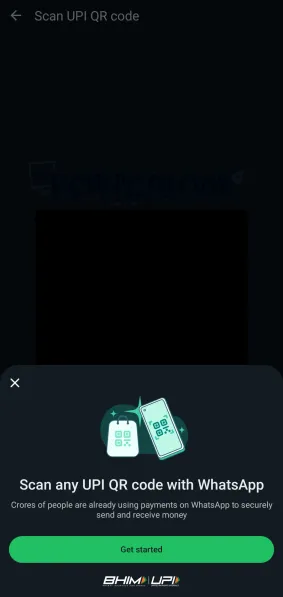 Scan UPI QR code
Scan any UPI QR code with WhatsApp
Crores of people are already using payments on WhatsApp to securely
send and receive money
Get started
BHIM UPI